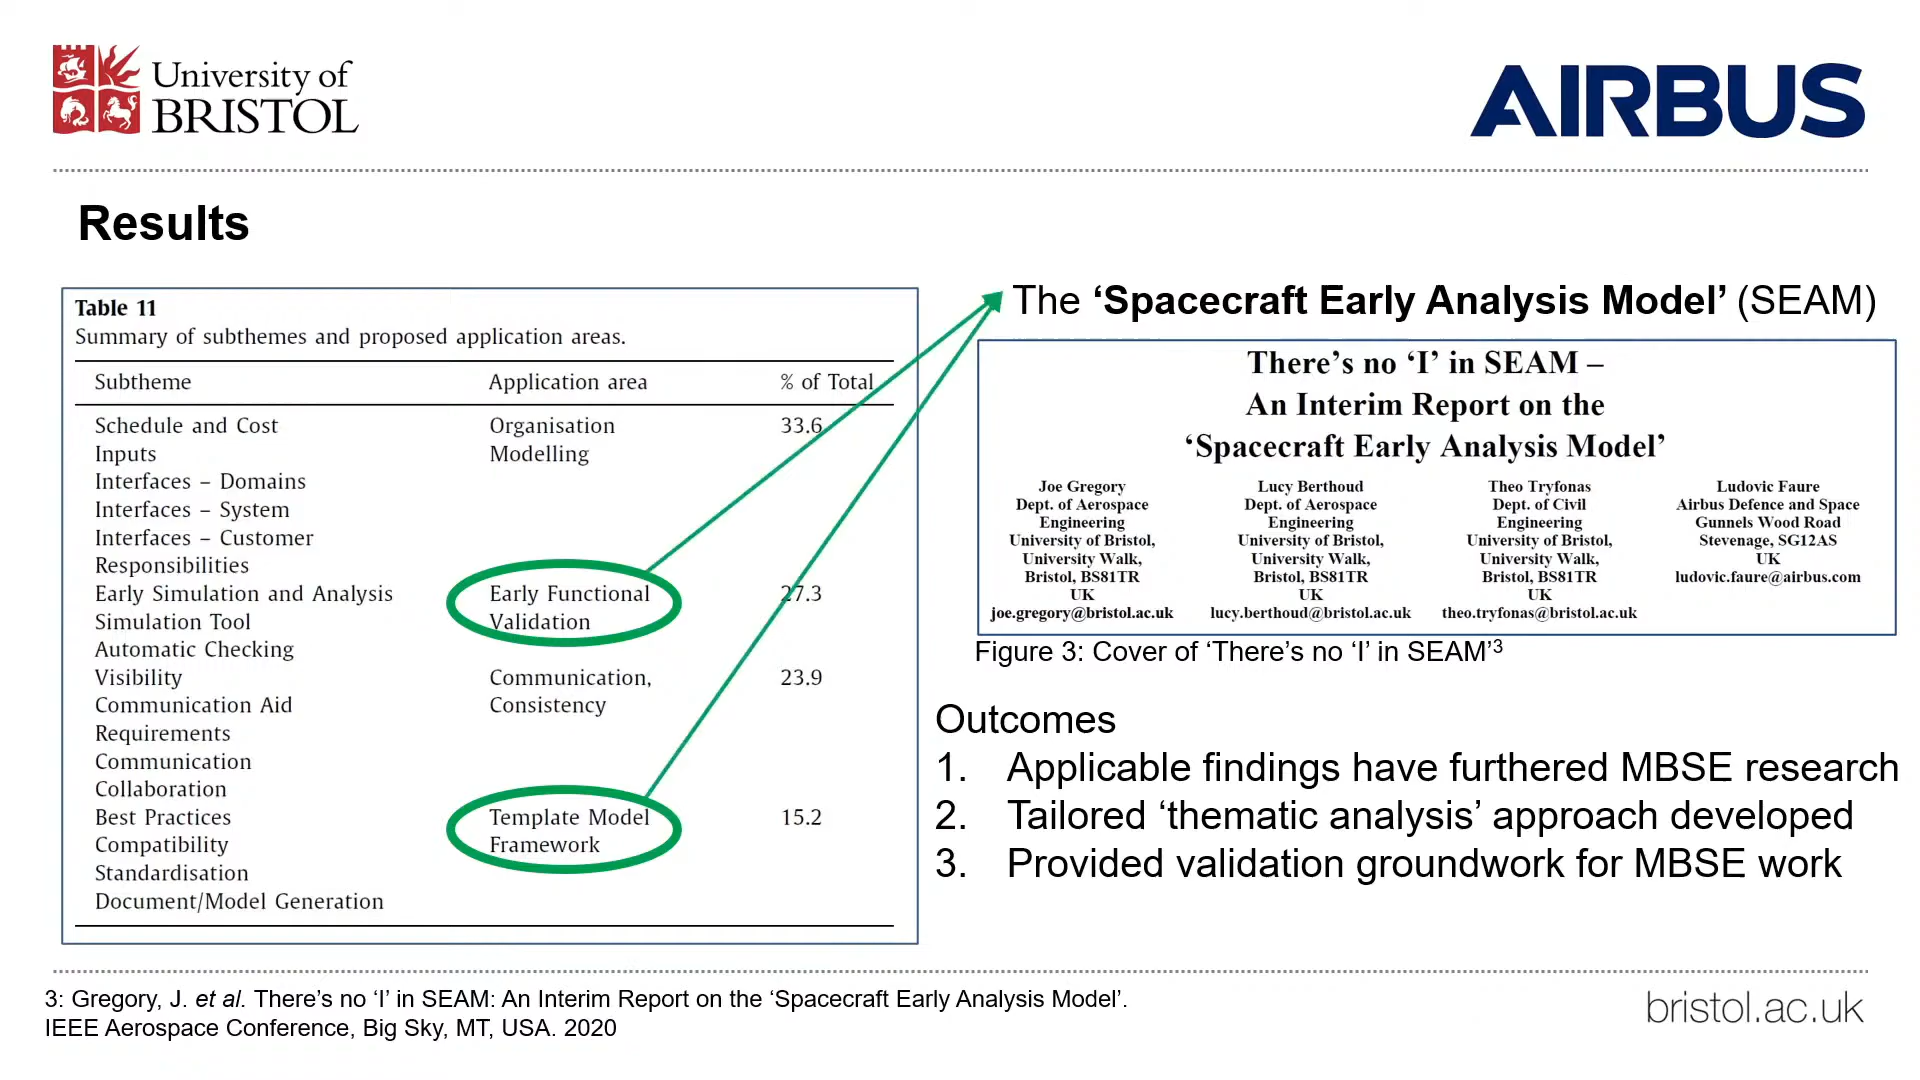 University of
BRISTOL
AIRBUS
Results
Table 11
Summary of subthemes and proposed application areas.
Subtheme Application area % of Total
Schedule and Cost Organisation 33.6
Inputs Modelling
Interfaces – Domains
Interfaces – System
Interfaces – Customer
Responsibilities
Early Simulation and Analysis Early Functional 27.3
Simulation Tool Validation
Automatic Checking
Visibility Communication, 23.9
Communication Aid Consistency
Requirements
Communication
Collaboration
Best Practices Template Model 15.2
Compatibility Framework
Standardisation
Document/Model Generation
The ‘Spacecraft Early Analysis Model’ (SEAM)
There’s no ‘I’ in SEAM –
An Interim Report on the
‘Spacecraft Early Analysis Model’
Joe Gregory
Dept. of Aerospace
Engineering
University of Bristol,
University Walk,
Bristol, BS81TR
UK
joe.gregory@bristol.ac.uk
Lucy Berthoud
Dept. of Aerospace
Engineering
University of Bristol,
University Walk,
Bristol, BS81TR
UK
lucy.berthoud@bristol.ac.uk
Theo Tryfonas
Dept. of Civil
Engineering
University of Bristol,
University Walk,
Bristol, BS81TR
UK
theo.tryfonas@bristol.ac.uk
Ludovic Faure
Airbus Defence and Space
Gunnels Wood Road
Stevenage, SG12AS
UK
ludovic.faure@airbus.com
Figure 3: Cover of ‘There’s no ‘I’ in SEAM’3
Outcomes
1. Applicable findings have furthered MBSE research
2. Tailored ‘thematic analysis’ approach developed
3. Provided validation groundwork for MBSE work
3: Gregory, J. et al. There’s no ‘I’ in SEAM: An Interim Report on the ‘Spacecraft Early Analysis Model’.
IEEE Aerospace Conference, Big Sky, MT, USA. 2020
bristol.ac.uk